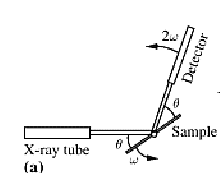 2ω
Detector
θ
Sample
θ
ω
X-ray tube
(a)